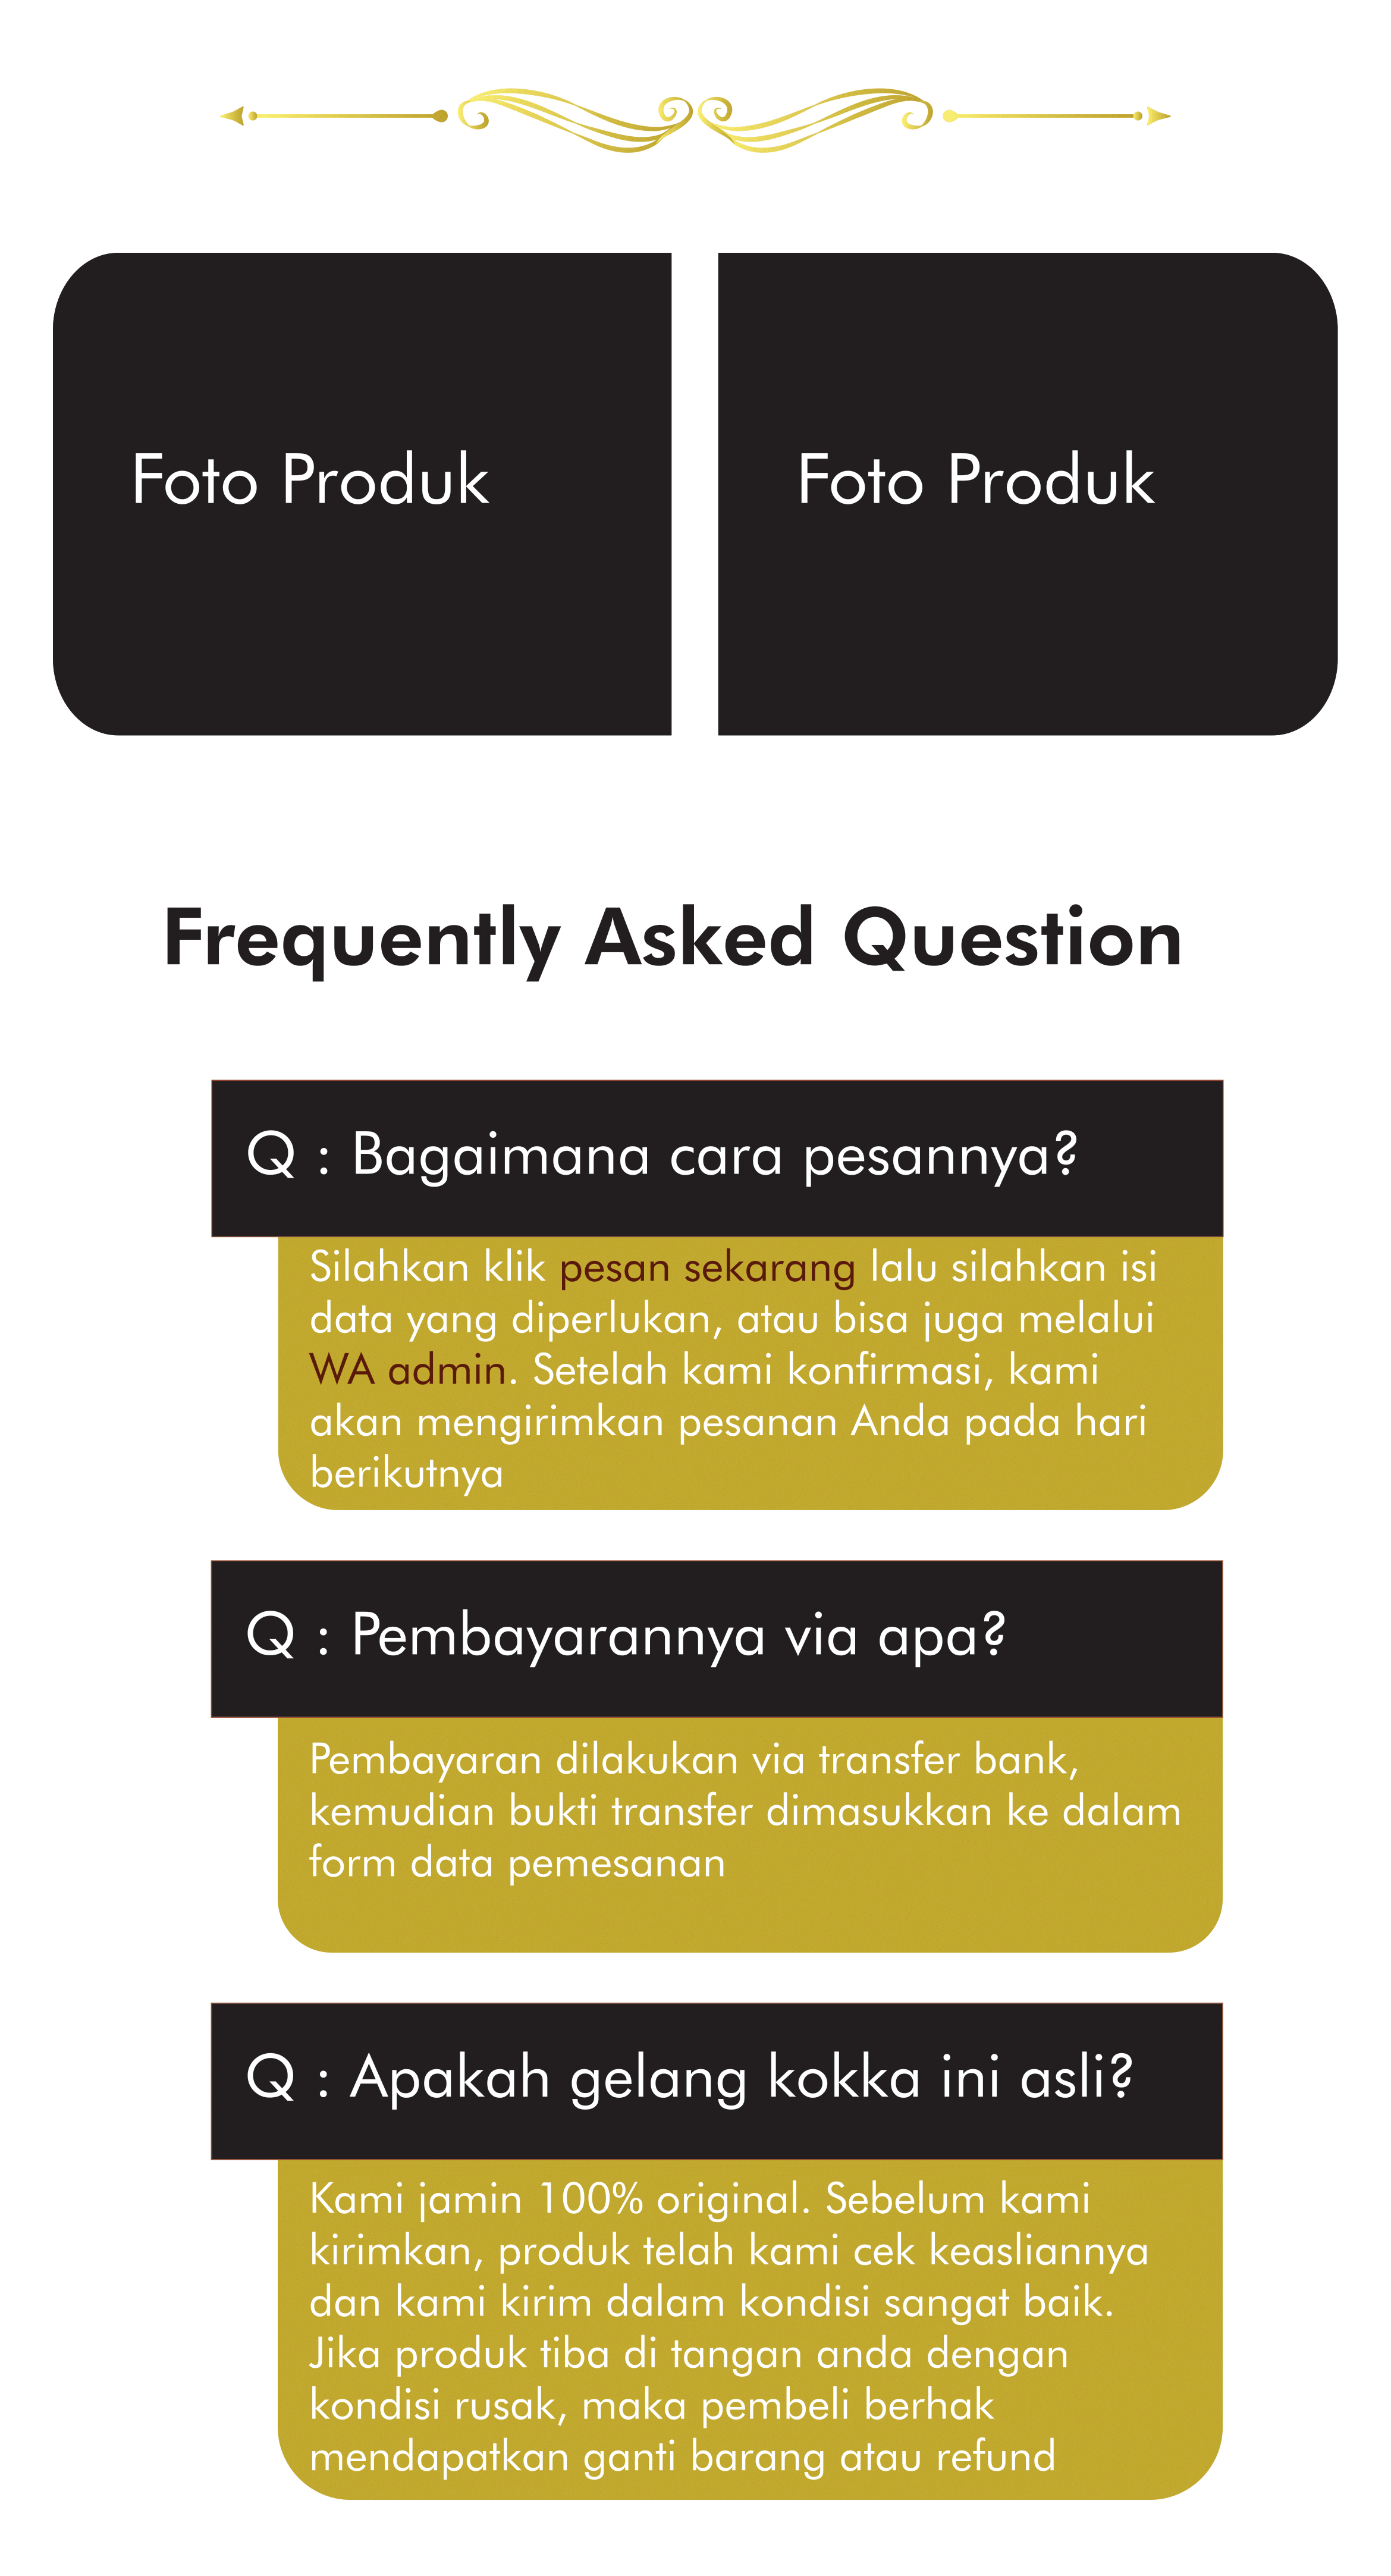 Foto Produk
Foto Produk
Frequently Asked Question
Q : Bagaimana cara pesannya?
Silahkan klik pesan sekarang lalu silahkan isi
data yang diperlukan, atau bisa juga melalui
WA admin. Setelah kami konfirmasi, kami
akan mengirimkan pesanan Anda pada hari
berikutnya
Q : Pembayarannya via apa?
Pembayaran dilakukan via transfer bank,
kemudian bukti transfer dimasukkan ke dalam
form data pemesanan
Q : Apakah gelang kokka ini asli?
Kami jamin 100% original. Sebelum kami
kirimkan, produk telah kami cek keasliannya
dan kami kirim dalam kondisi sangat baik.
Jika produk tiba di tangan anda dengan
kondisi rusak, maka pembeli berhak
mendapatkan ganti barang atau refund